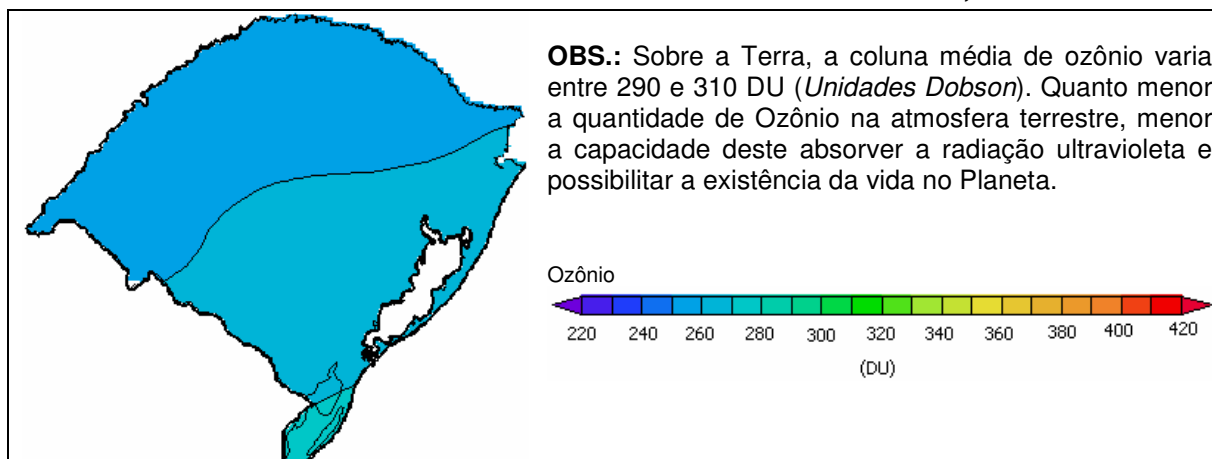 OBS.: Sobre a Terra, a coluna média de ozônio varia
entre 290 e 310 DU (Unidades Dobson). Quanto menor
a quantidade de Ozônio na atmosfera terrestre, menor
a capacidade deste absorver a radiação ultravioleta e
possibilitar a existência da vida no Planeta.
Ozônio
220 240 260 280 300 320 340 360 380 400 420
(DU)